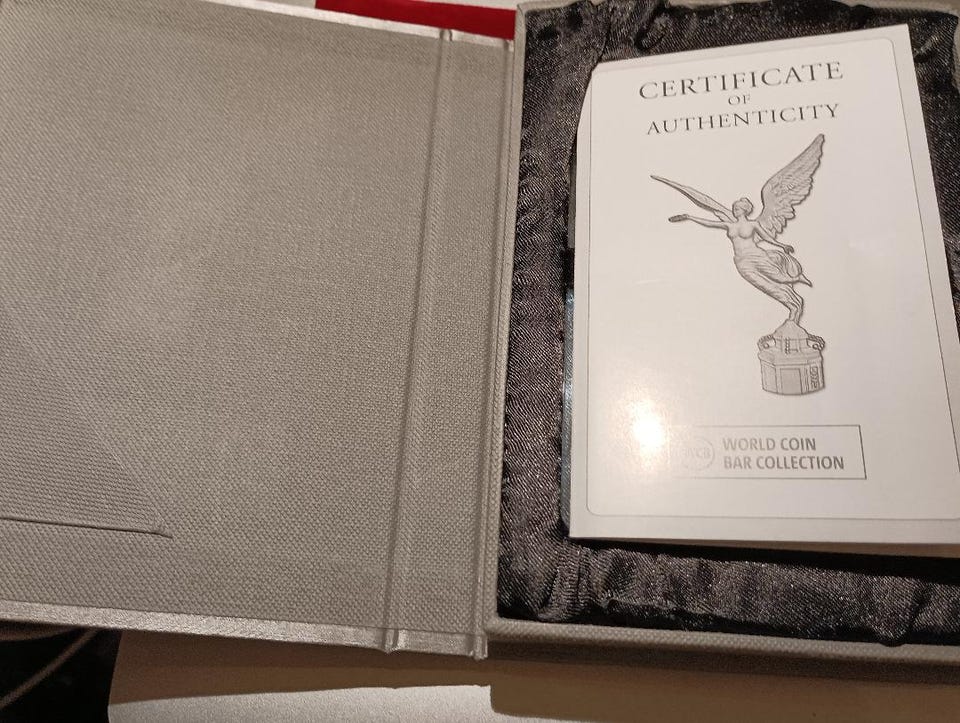 CERTIFICATE
OF
AUTHENTICITY
WORLD COIN
BAR COLLECTION